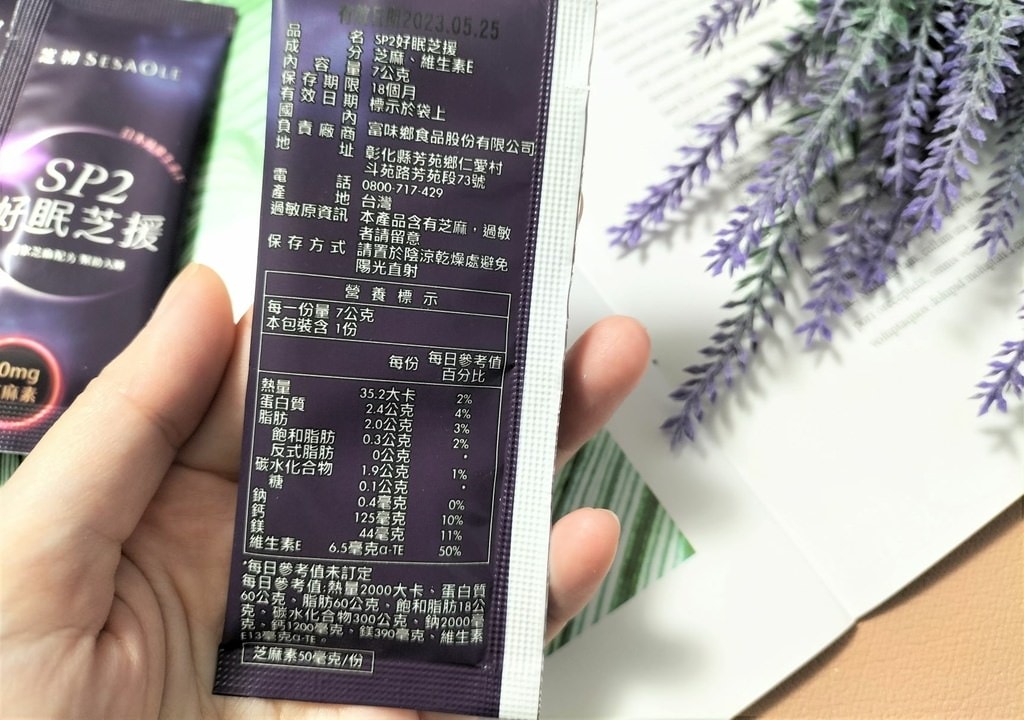 有效日期2023.05.25
品名 SP2好眠芝援
成分 芝麻、維生素E
內容量 7公克
保存期限 18個月
有效日期 標示於袋上
國內
負責廠商 富味鄉食品股份有限公司
地址 彰化縣芳苑鄉仁愛村
斗苑路芳苑段73號
電話 0800-717-429
產地 台灣
過敏原資訊 本產品含有芝麻，過敏
者請留意
保存方式 請置於陰涼乾燥處避免
陽光直射
營養標示
每一份量 7公克
本包裝含 1份
每份 每日參考值
百分比
熱量 35.2大卡 2%
蛋白質 2.4公克 4%
脂肪 2.0公克 3%
飽和脂肪 0.3公克 2%
反式脂肪 0公克 *
碳水化合物 1.9公克 1%
糖 0.1公克 *
鈉 0.4毫克 0%
鈣 125毫克 10%
鎂 44毫克 11%
維生素E 6.5毫克α-TE 50%
*每日參考值未訂定
每日參考值:熱量2000大卡、蛋白質
60公克、脂肪60公克、飽和脂肪18公
克、碳水化合物300公克、鈉2000毫
克、鈣1200毫克、鎂390毫克、維生素
E13毫克α-TE。
芝麻素50毫克/份
芝初 SESAOLE
SP2
好眠芝援
0mg
麻素